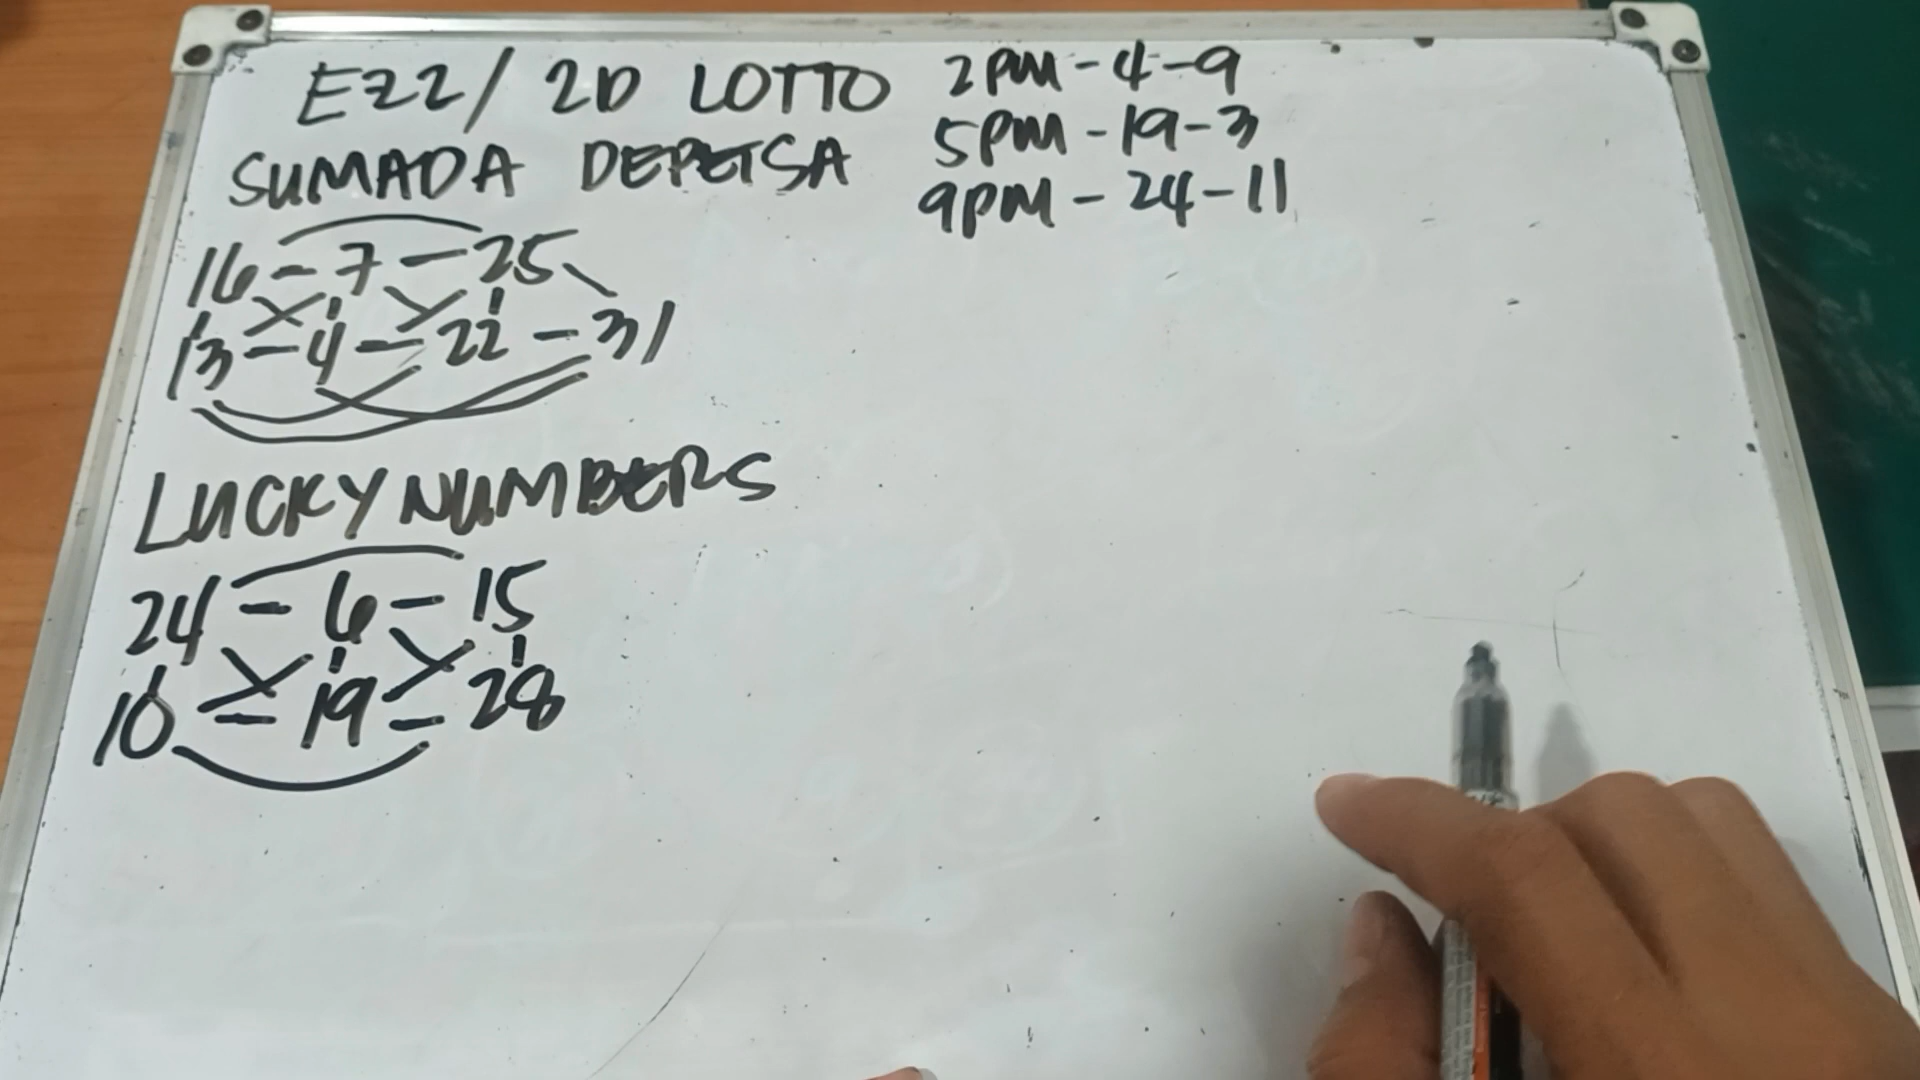 EZ2/ 2D LOTTO
SUMADA DEPETSA
2PM - 4-9
5PM - 19-3
9PM - 24-11
16 - 7 - 25
13 - 4 - 22 - 31
LUCKY NUMBERS
24 - 6 - 15
10 - 19 - 28